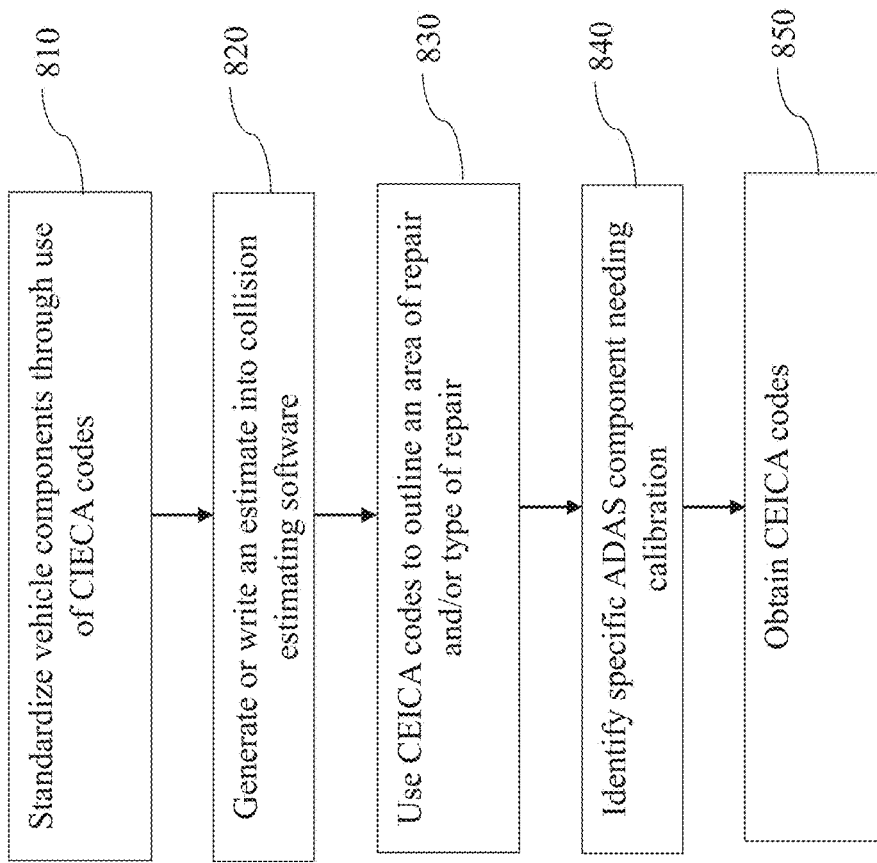 Standardize vehicle components through use
of CIECA codes
810
Generate or write an estimate into collision
estimating software
820
Use CEICA codes to outline an area of repair
and/or type of repair
830
Identify specific ADAS component needing
calibration
840
Obtain CEICA codes
850